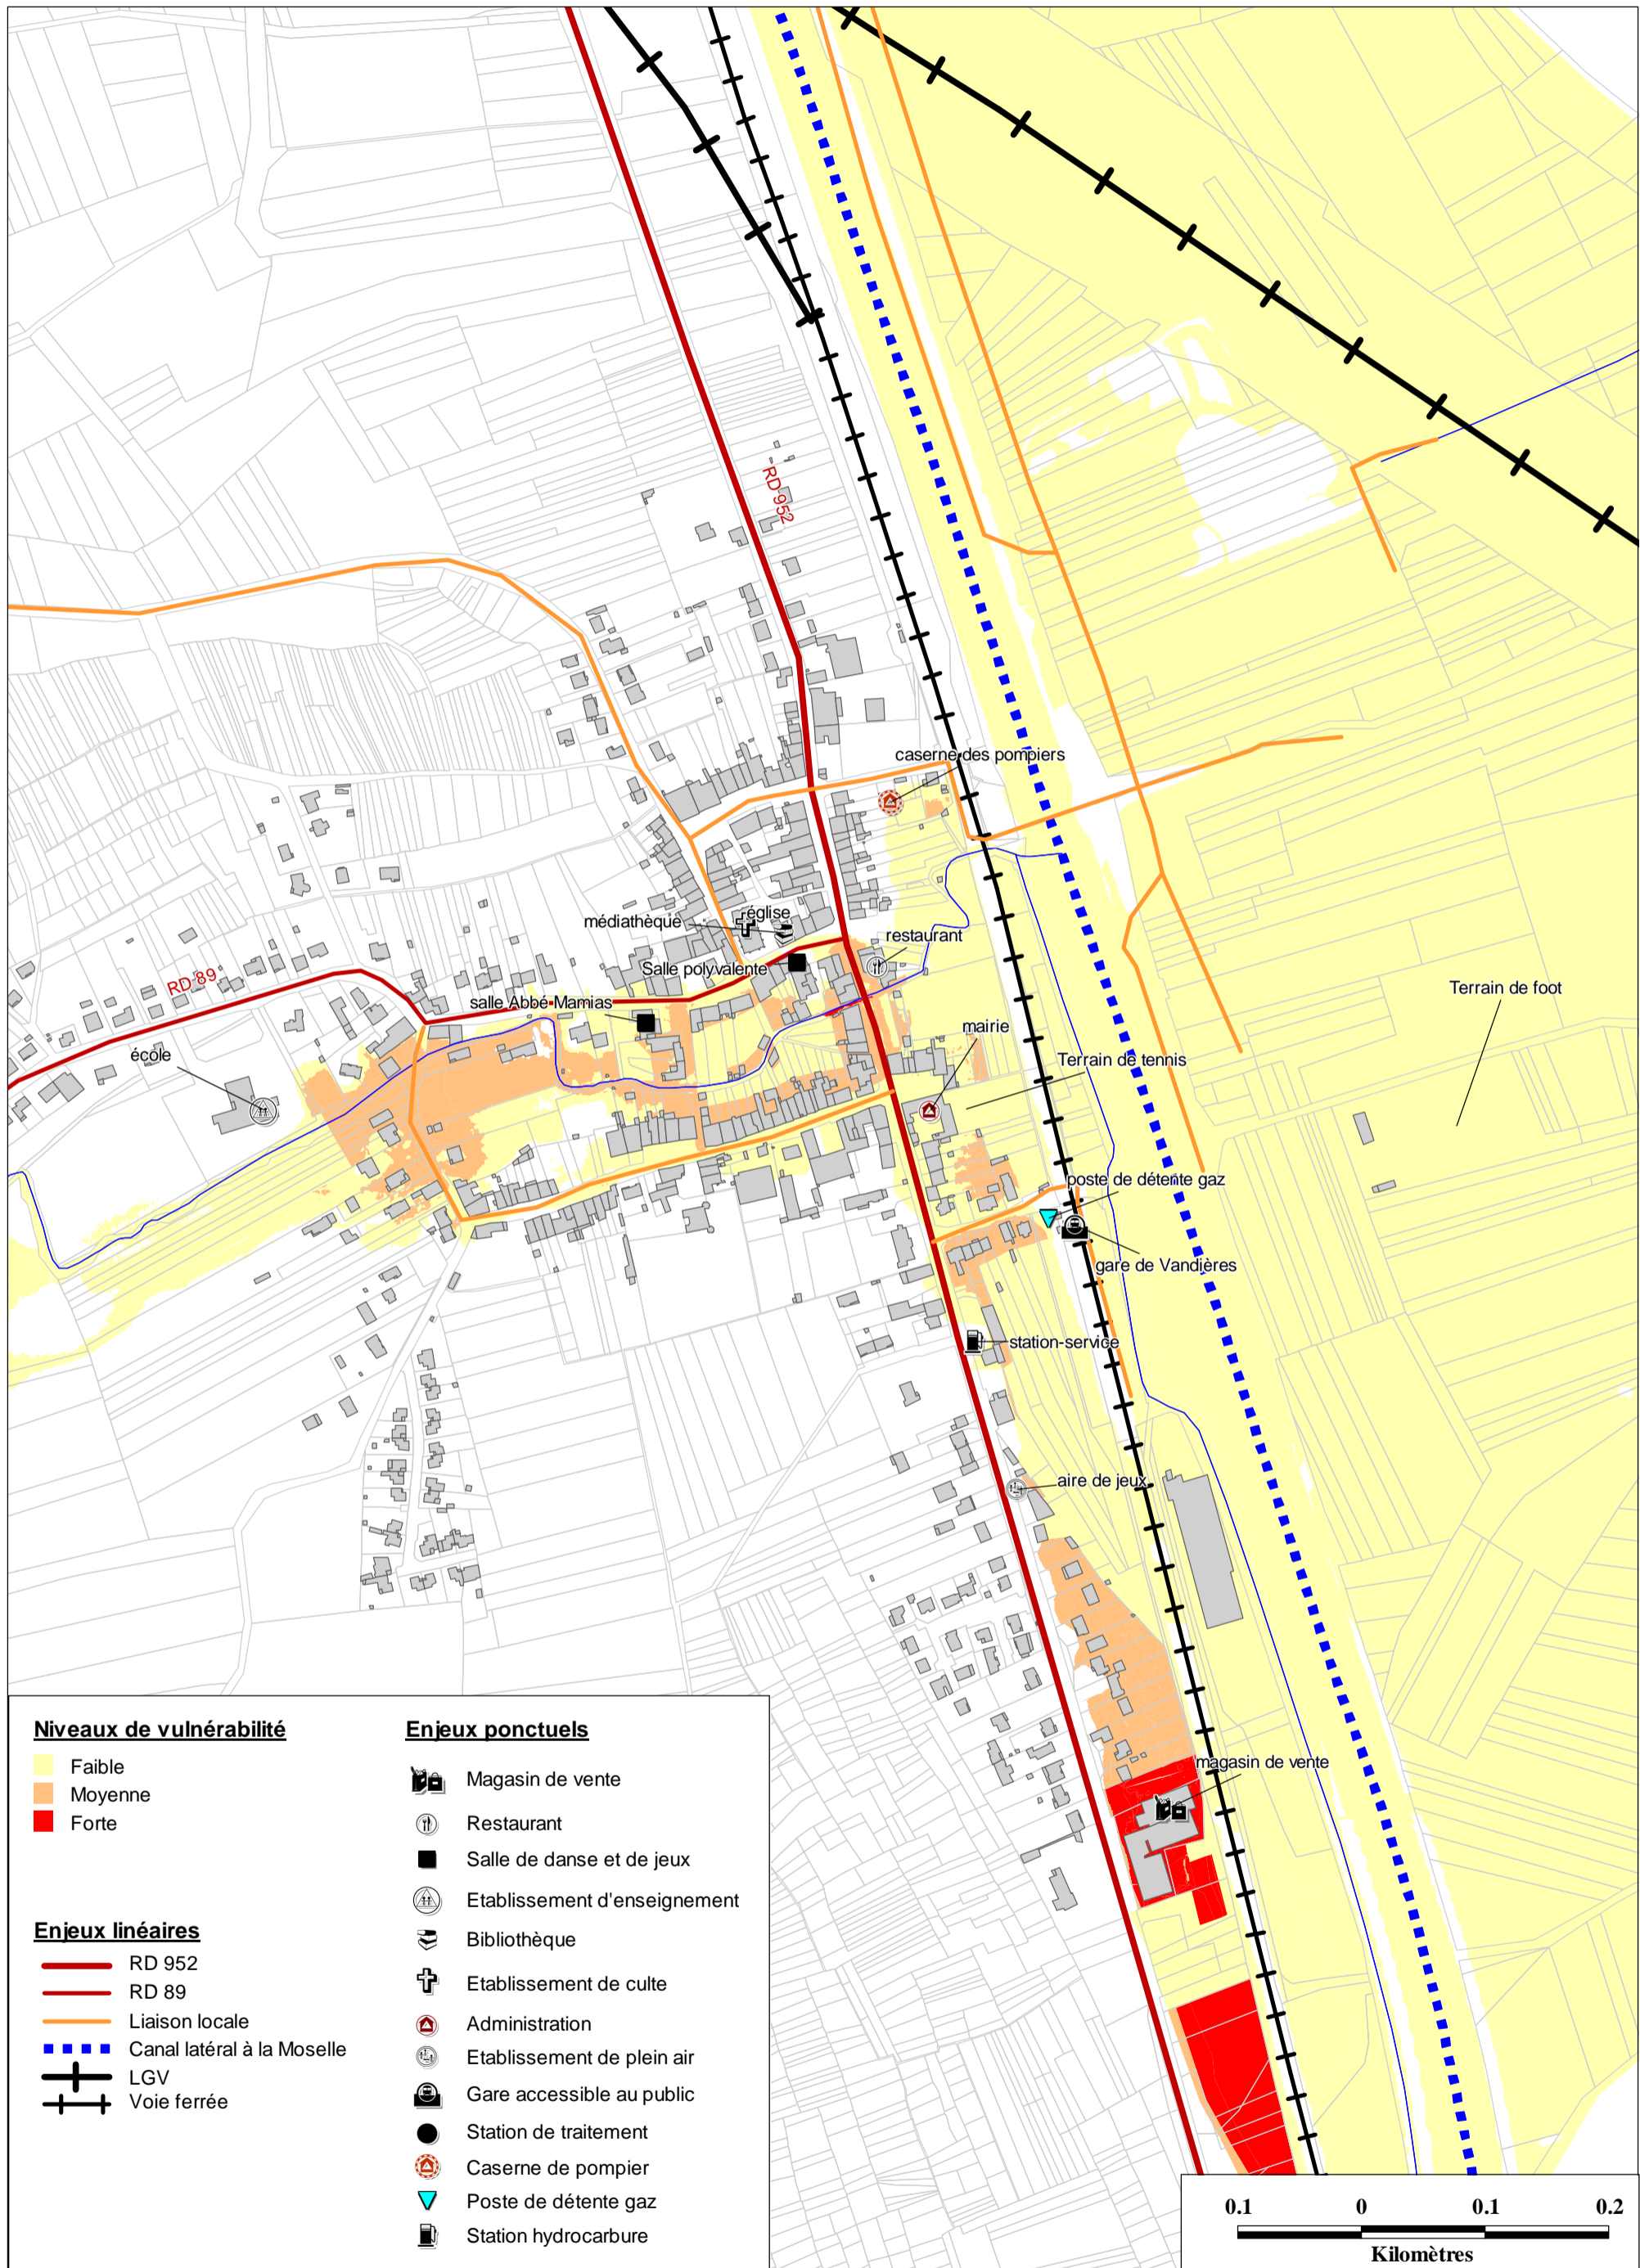 RD 952
caserne des pompiers
médiathèque
église
restaurant
Salle polyvalente
RD 89
salle Abbé Mamias
Terrain de foot
mairie
école
Terrain de tennis
poste de détente gaz
gare de Vandières
station-service
aire de jeux
magasin de vente
Niveaux de vulnérabilité
Faible
Moyenne
Forte
Enjeux linéaires
RD 952
RD 89
Liaison locale
Canal latéral à la Moselle
LGV
Voie ferrée
Enjeux ponctuels
Magasin de vente
Restaurant
Salle de danse et de jeux
Etablissement d'enseignement
Bibliothèque
Etablissement de culte
Administration
Etablissement de plein air
Gare accessible au public
Station de traitement
Caserne de pompier
Poste de détente gaz
Station hydrocarbure
0.1 0 0.1 0.2
Kilomètres